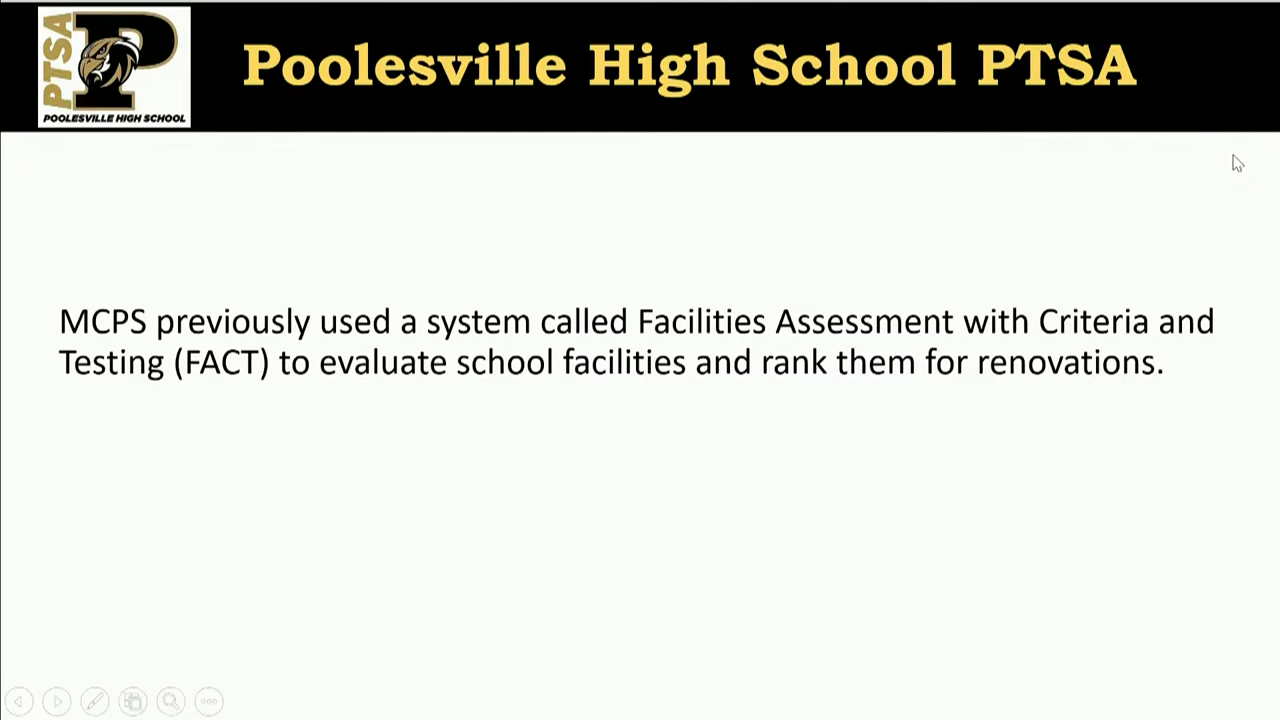 PTSA
POOLESVILLE HIGH SCHOOL
Poolesville High School PTSA
MCPS previously used a system called Facilities Assessment with Criteria and
Testing (FACT) to evaluate school facilities and rank them for renovations.